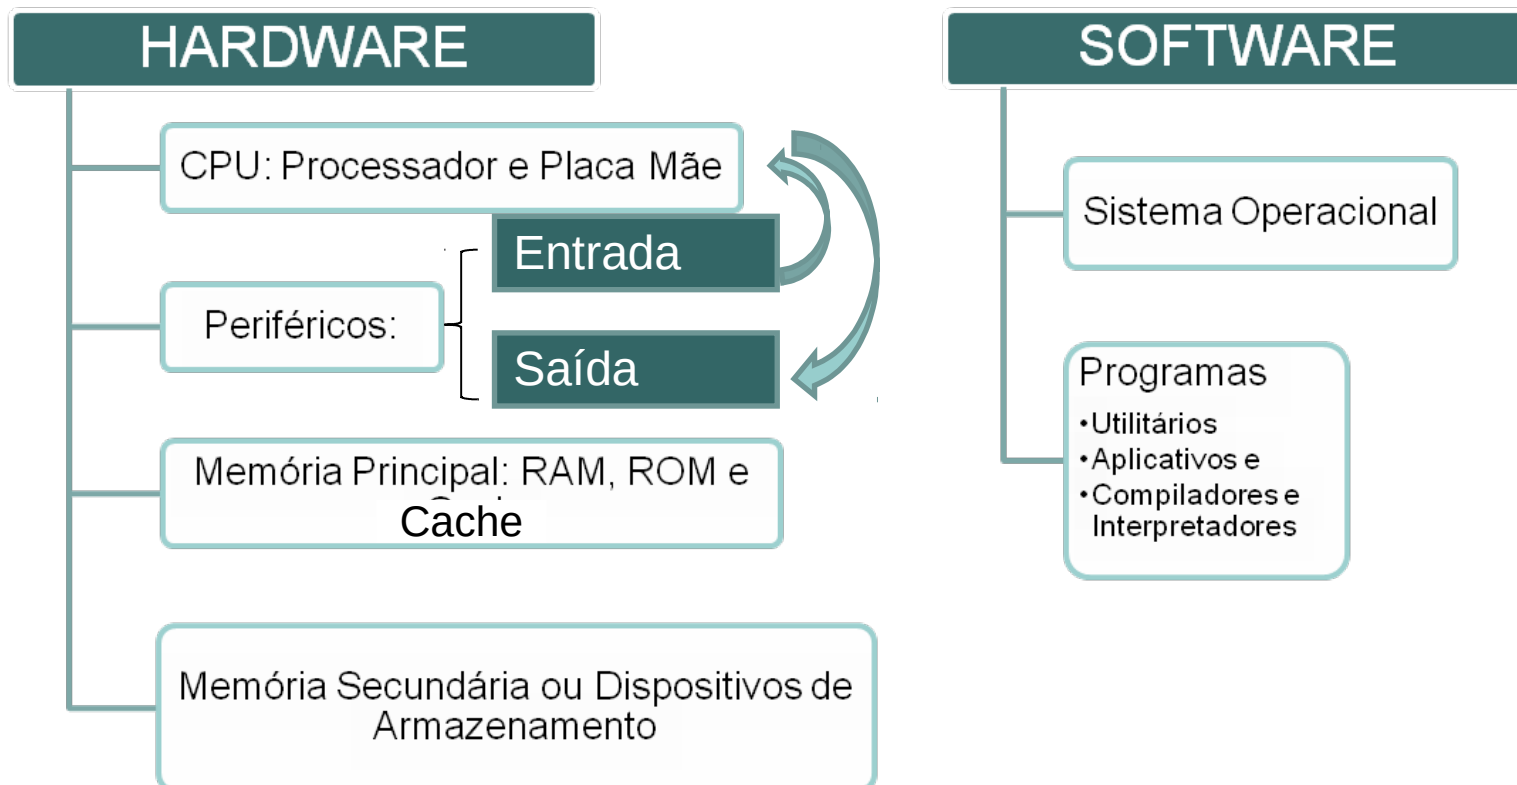 HARDWARE
CPU: Processador e Placa Mãe
Periféricos:
Entrada
Saída
Memória Principal: RAM, ROM e
Cache
Memória Secundária ou Dispositivos de
Armazenamento
SOFTWARE
Sistema Operacional
Programas
•Utilitários
•Aplicativos e
•Compiladores e
Interpretadores